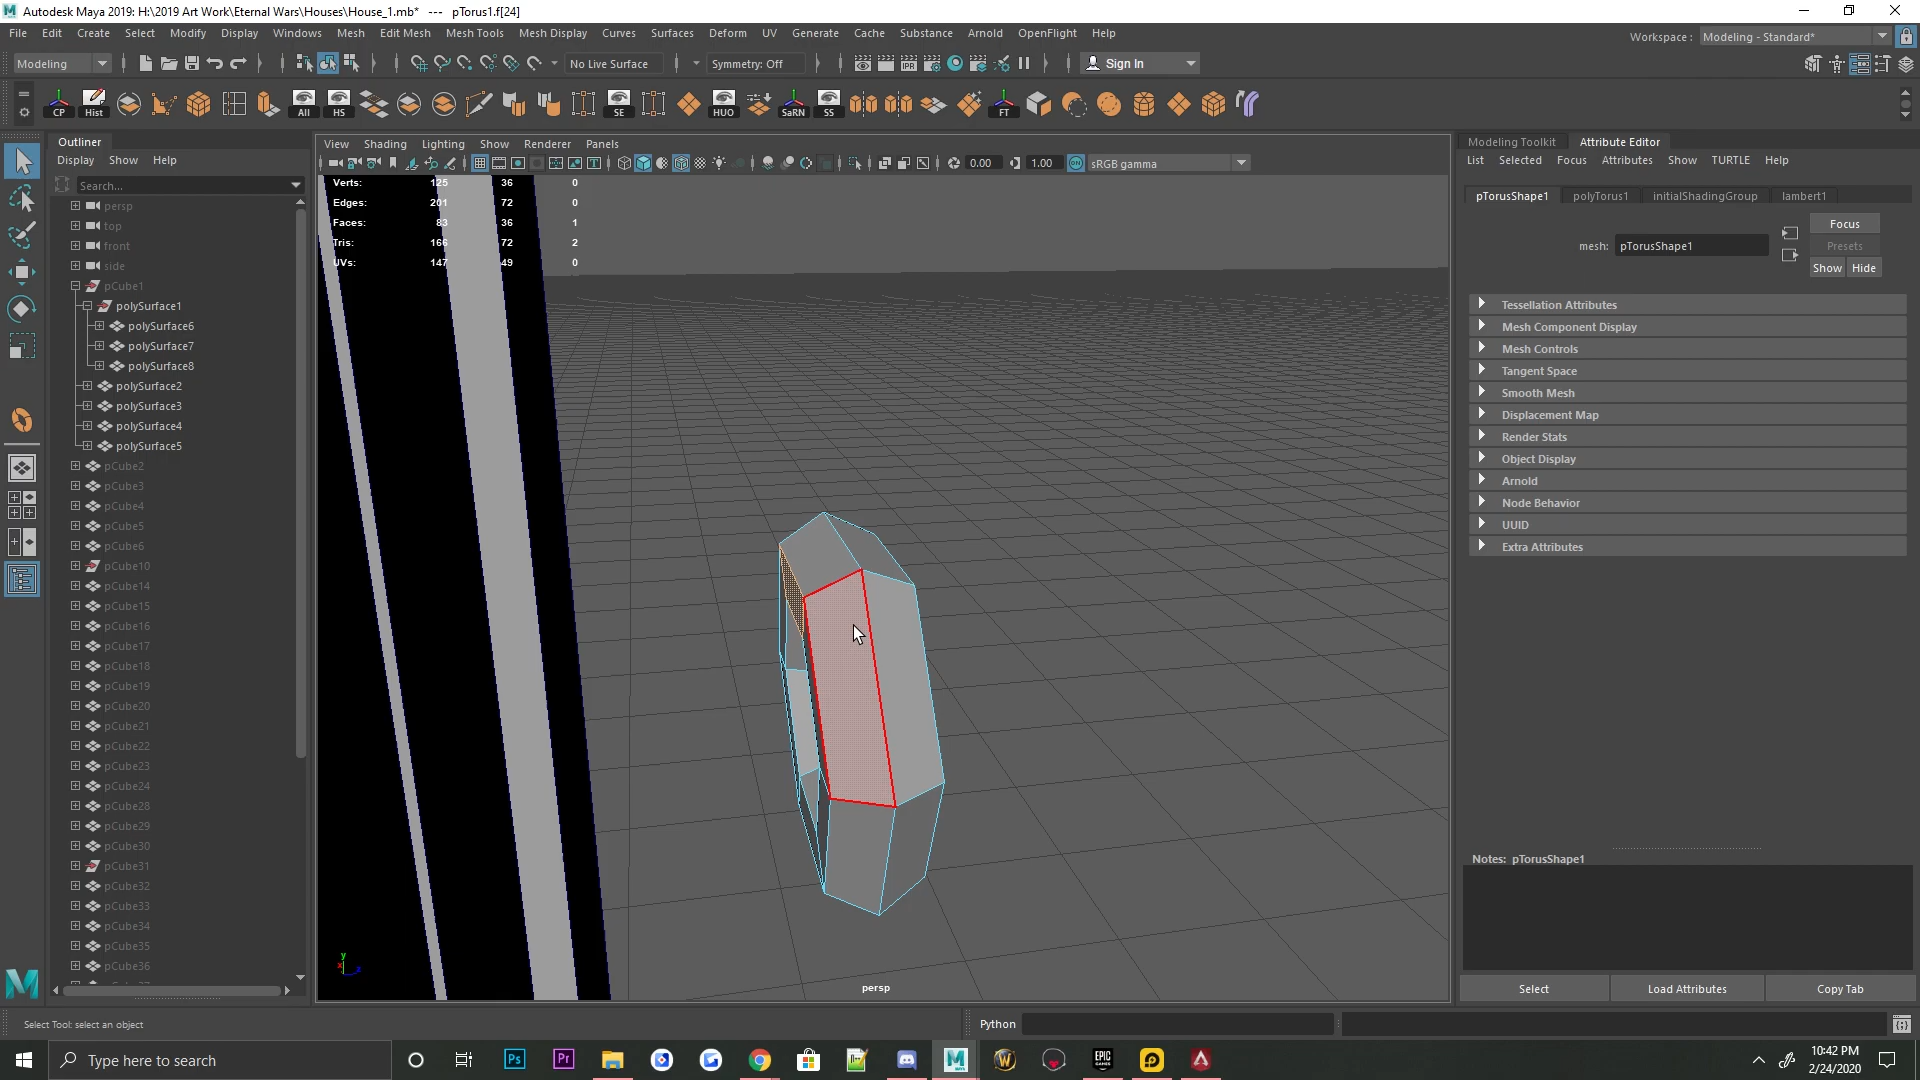 Autodesk Maya 2019: H:\2019 Art Work\Eternal Wars\Houses\House_1.mb*  ---  pTorus1.f[24]
File Edit Create Select Modify Display Windows Mesh Edit Mesh Mesh Tools Mesh Display Curves Surfaces Deform UV Generate Cache Substance Arnold OpenFlight Help
Workspace : Modeling - Standard*
Modeling No Live Surface Symmetry: Off Sign In
CP Hist All HS SE HUO SaRN SS FT
Outliner
Display Show Help
Search...
persp
top
front
side
pCube1
polySurface1
polySurface6
polySurface7
polySurface8
polySurface2
polySurface3
polySurface4
polySurface5
pCube2
pCube3
pCube4
pCube5
pCube6
pCube10
pCube14
pCube15
pCube16
pCube17
pCube18
pCube19
pCube20
pCube21
pCube22
pCube23
pCube24
pCube28
pCube29
pCube30
pCube31
pCube32
pCube33
pCube34
pCube35
pCube36
View Shading Lighting Show Renderer Panels
0.00 1.00 ON sRGB gamma
Verts: 125 36 0
Edges: 201 72 0
Faces: 83 36 1
Tris: 166 72 2
UVs: 147 49 0
y
x z
persp
Modeling Toolkit Attribute Editor
List Selected Focus Attributes Show TURTLE Help
pTorusShape1 polyTorus1 initialShadingGroup lambert1
mesh: pTorusShape1
Focus
Presets
Show Hide
Tessellation Attributes
Mesh Component Display
Mesh Controls
Tangent Space
Smooth Mesh
Displacement Map
Render Stats
Object Display
Arnold
Node Behavior
UUID
Extra Attributes
Notes: pTorusShape1
Select Load Attributes Copy Tab
Select Tool: select an object
Python
Type here to search
Ps Pr
EPIC GAMES
10:42 PM
2/24/2020